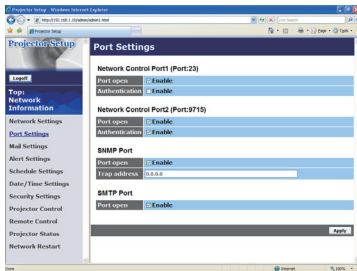 Projector Setup - Windows Internet Explorer
http://192.168.1.10/admin/admin1.html
Live Search
Projector Setup
Page
Tools
Projector Setup
Logoff
Top:
Network
Information
Network Settings
Port Settings
Mail Settings
Alert Settings
Schedule Settings
Date/Time Settings
Security Settings
Projector Control
Remote Control
Projector Status
Network Restart
Port Settings
Network Control Port1 (Port:23)
Port open Enable
Authentication Enable
Network Control Port2 (Port:9715)
Port open Enable
Authentication Enable
SNMP Port
Port open Enable
Trap address 0.0.0.0
SMTP Port
Port open Enable
Apply
Done
Internet
100%